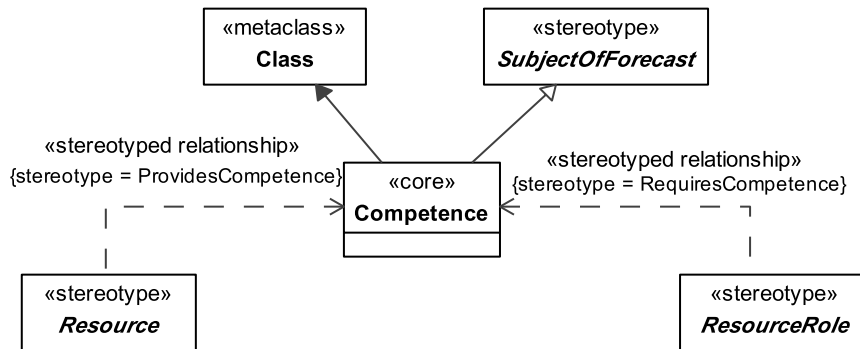 «metaclass»
Class
«stereotype»
SubjectOfForecast
«stereotyped relationship»
{stereotype = ProvidesCompetence}
«core»
Competence
«stereotyped relationship»
{stereotype = RequiresCompetence}
«stereotype»
Resource
«stereotype»
ResourceRole